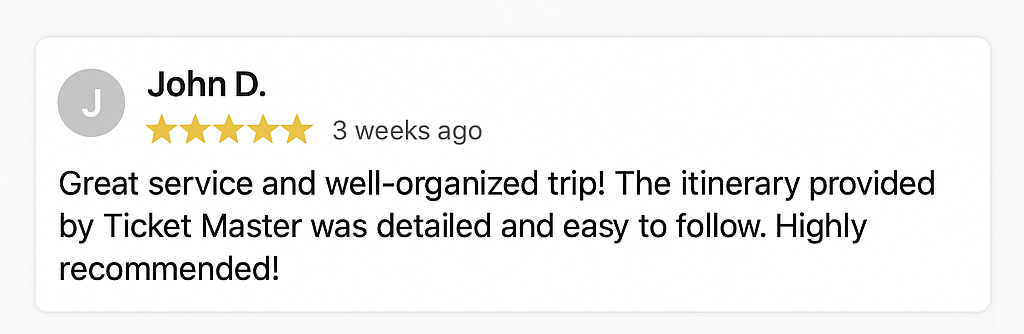 J
John D.
3 weeks ago
Great service and well-organized trip! The itinerary provided
by Ticket Master was detailed and easy to follow. Highly
recommended!